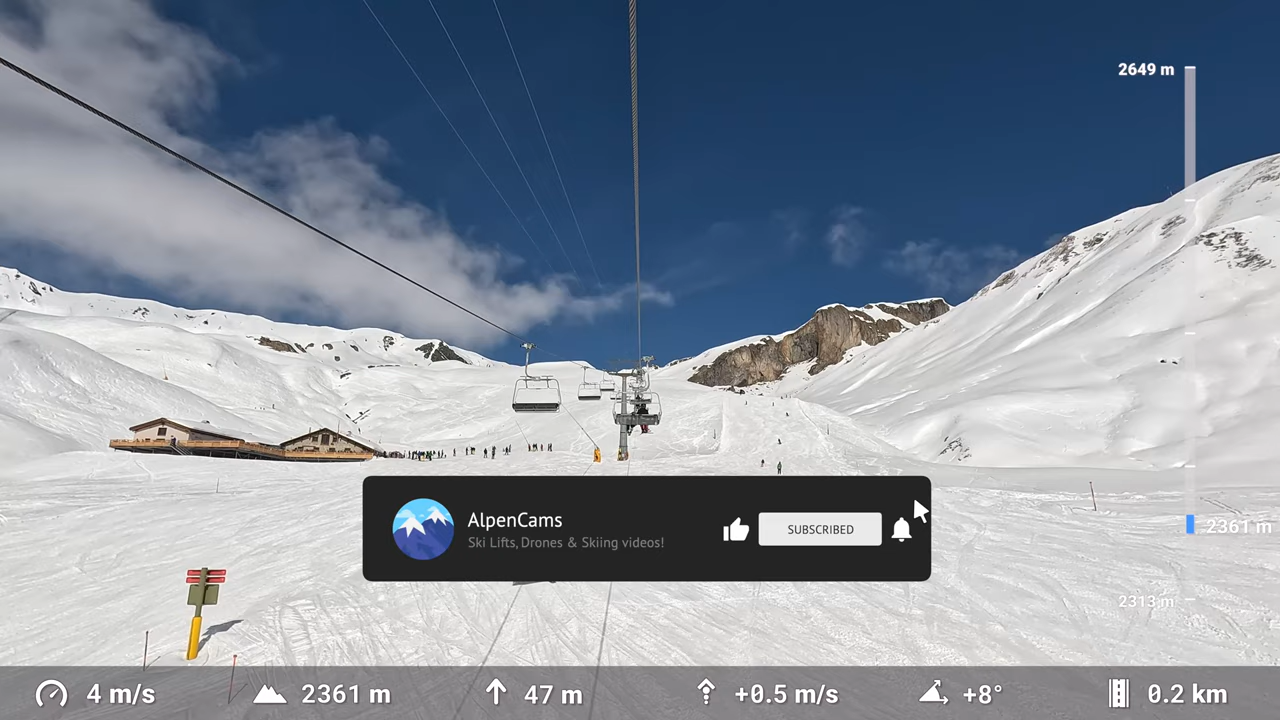 2649 m
AlpenCams
Ski Lifts, Drones & Skiing videos!
SUBSCRIBED
2361 m
2313 m
4 m/s
2361 m
47 m
+0.5 m/s
+8°
0.2 km